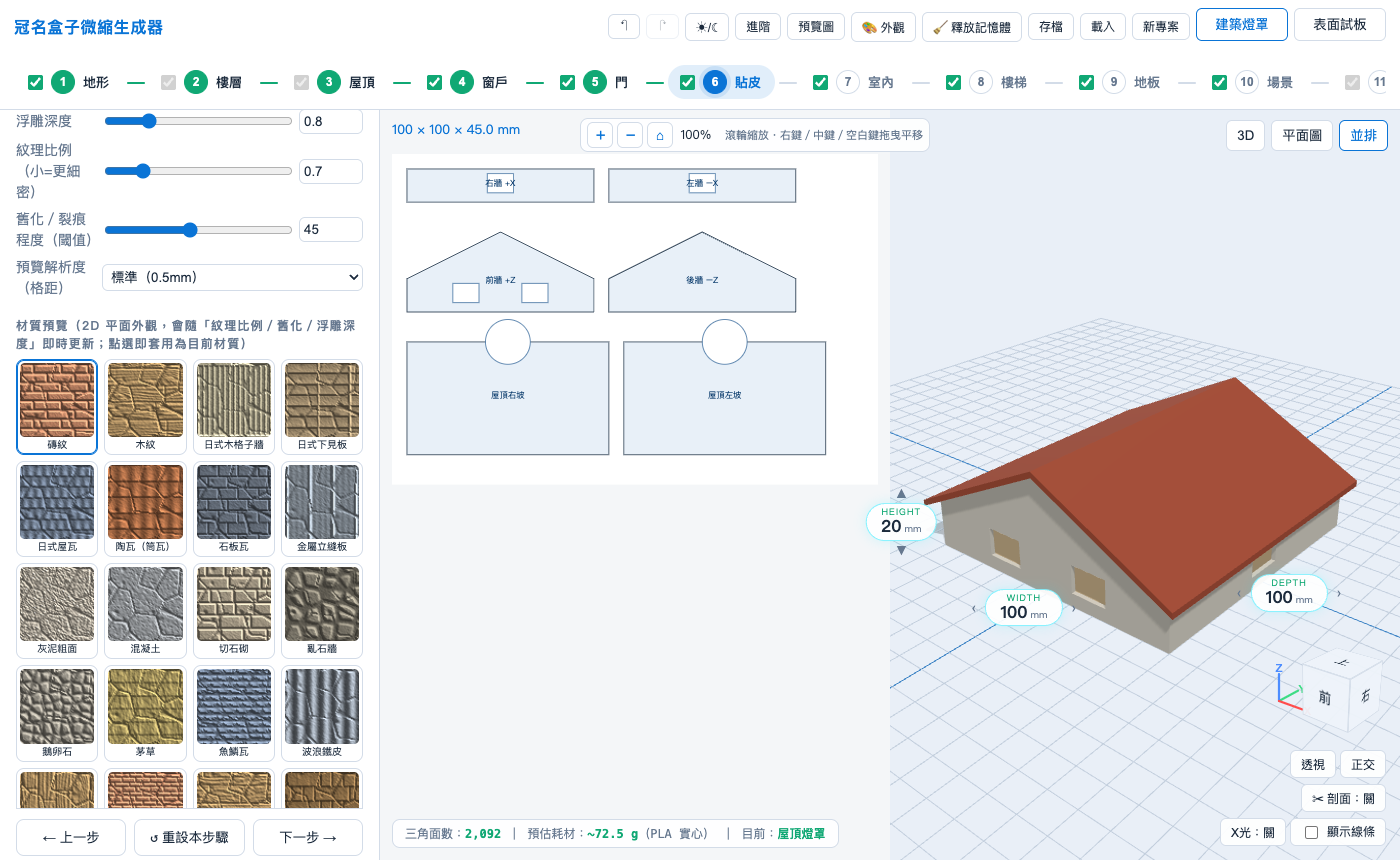 冠名盒子微縮生成器
進階
預覽圖
🎨 外觀
🧹 釋放記憶體
存檔
載入
新專案
建築燈罩
表面試板
1 地形
2 樓層
3 屋頂
4 窗戶
5 門
6 貼皮
7 室內
8 樓梯
9 地板
10 場景
11
浮雕深度 0.8
紋理比例
（小=更細
密） 0.7
舊化 / 裂痕
程度（閾值） 45
預覽解析度
（格距） 標準（0.5mm）
材質預覽（2D 平面外觀，會隨「紋理比例 / 舊化 / 浮雕深
度」即時更新；點選即套用為目前材質）
磚紋 木紋 日式木格子牆 日式下見板
日式屋瓦 陶瓦（筒瓦） 石板瓦 金屬立縫板
灰泥粗面 混凝土 切石砌 亂石牆
鵝卵石 茅草 魚鱗瓦 波浪鐵皮
← 上一步
↺ 重設本步驟
下一步 →
100 × 100 × 45.0 mm
+ − ⌂ 100% 滾輪縮放・右鍵 / 中鍵 / 空白鍵拖曳平移
3D
平面圖
並排
右牆 +X
左牆 −X
前牆 +Z
後牆 −Z
屋頂右坡
屋頂左坡
HEIGHT
20 mm
WIDTH
100 mm
DEPTH
100 mm
Z
前
右
上
透視
正交
✂ 剖面：關
X光：關
顯示線條
三角面數：2,092 | 預估耗材：~72.5 g (PLA 實心) | 目前：屋頂燈罩